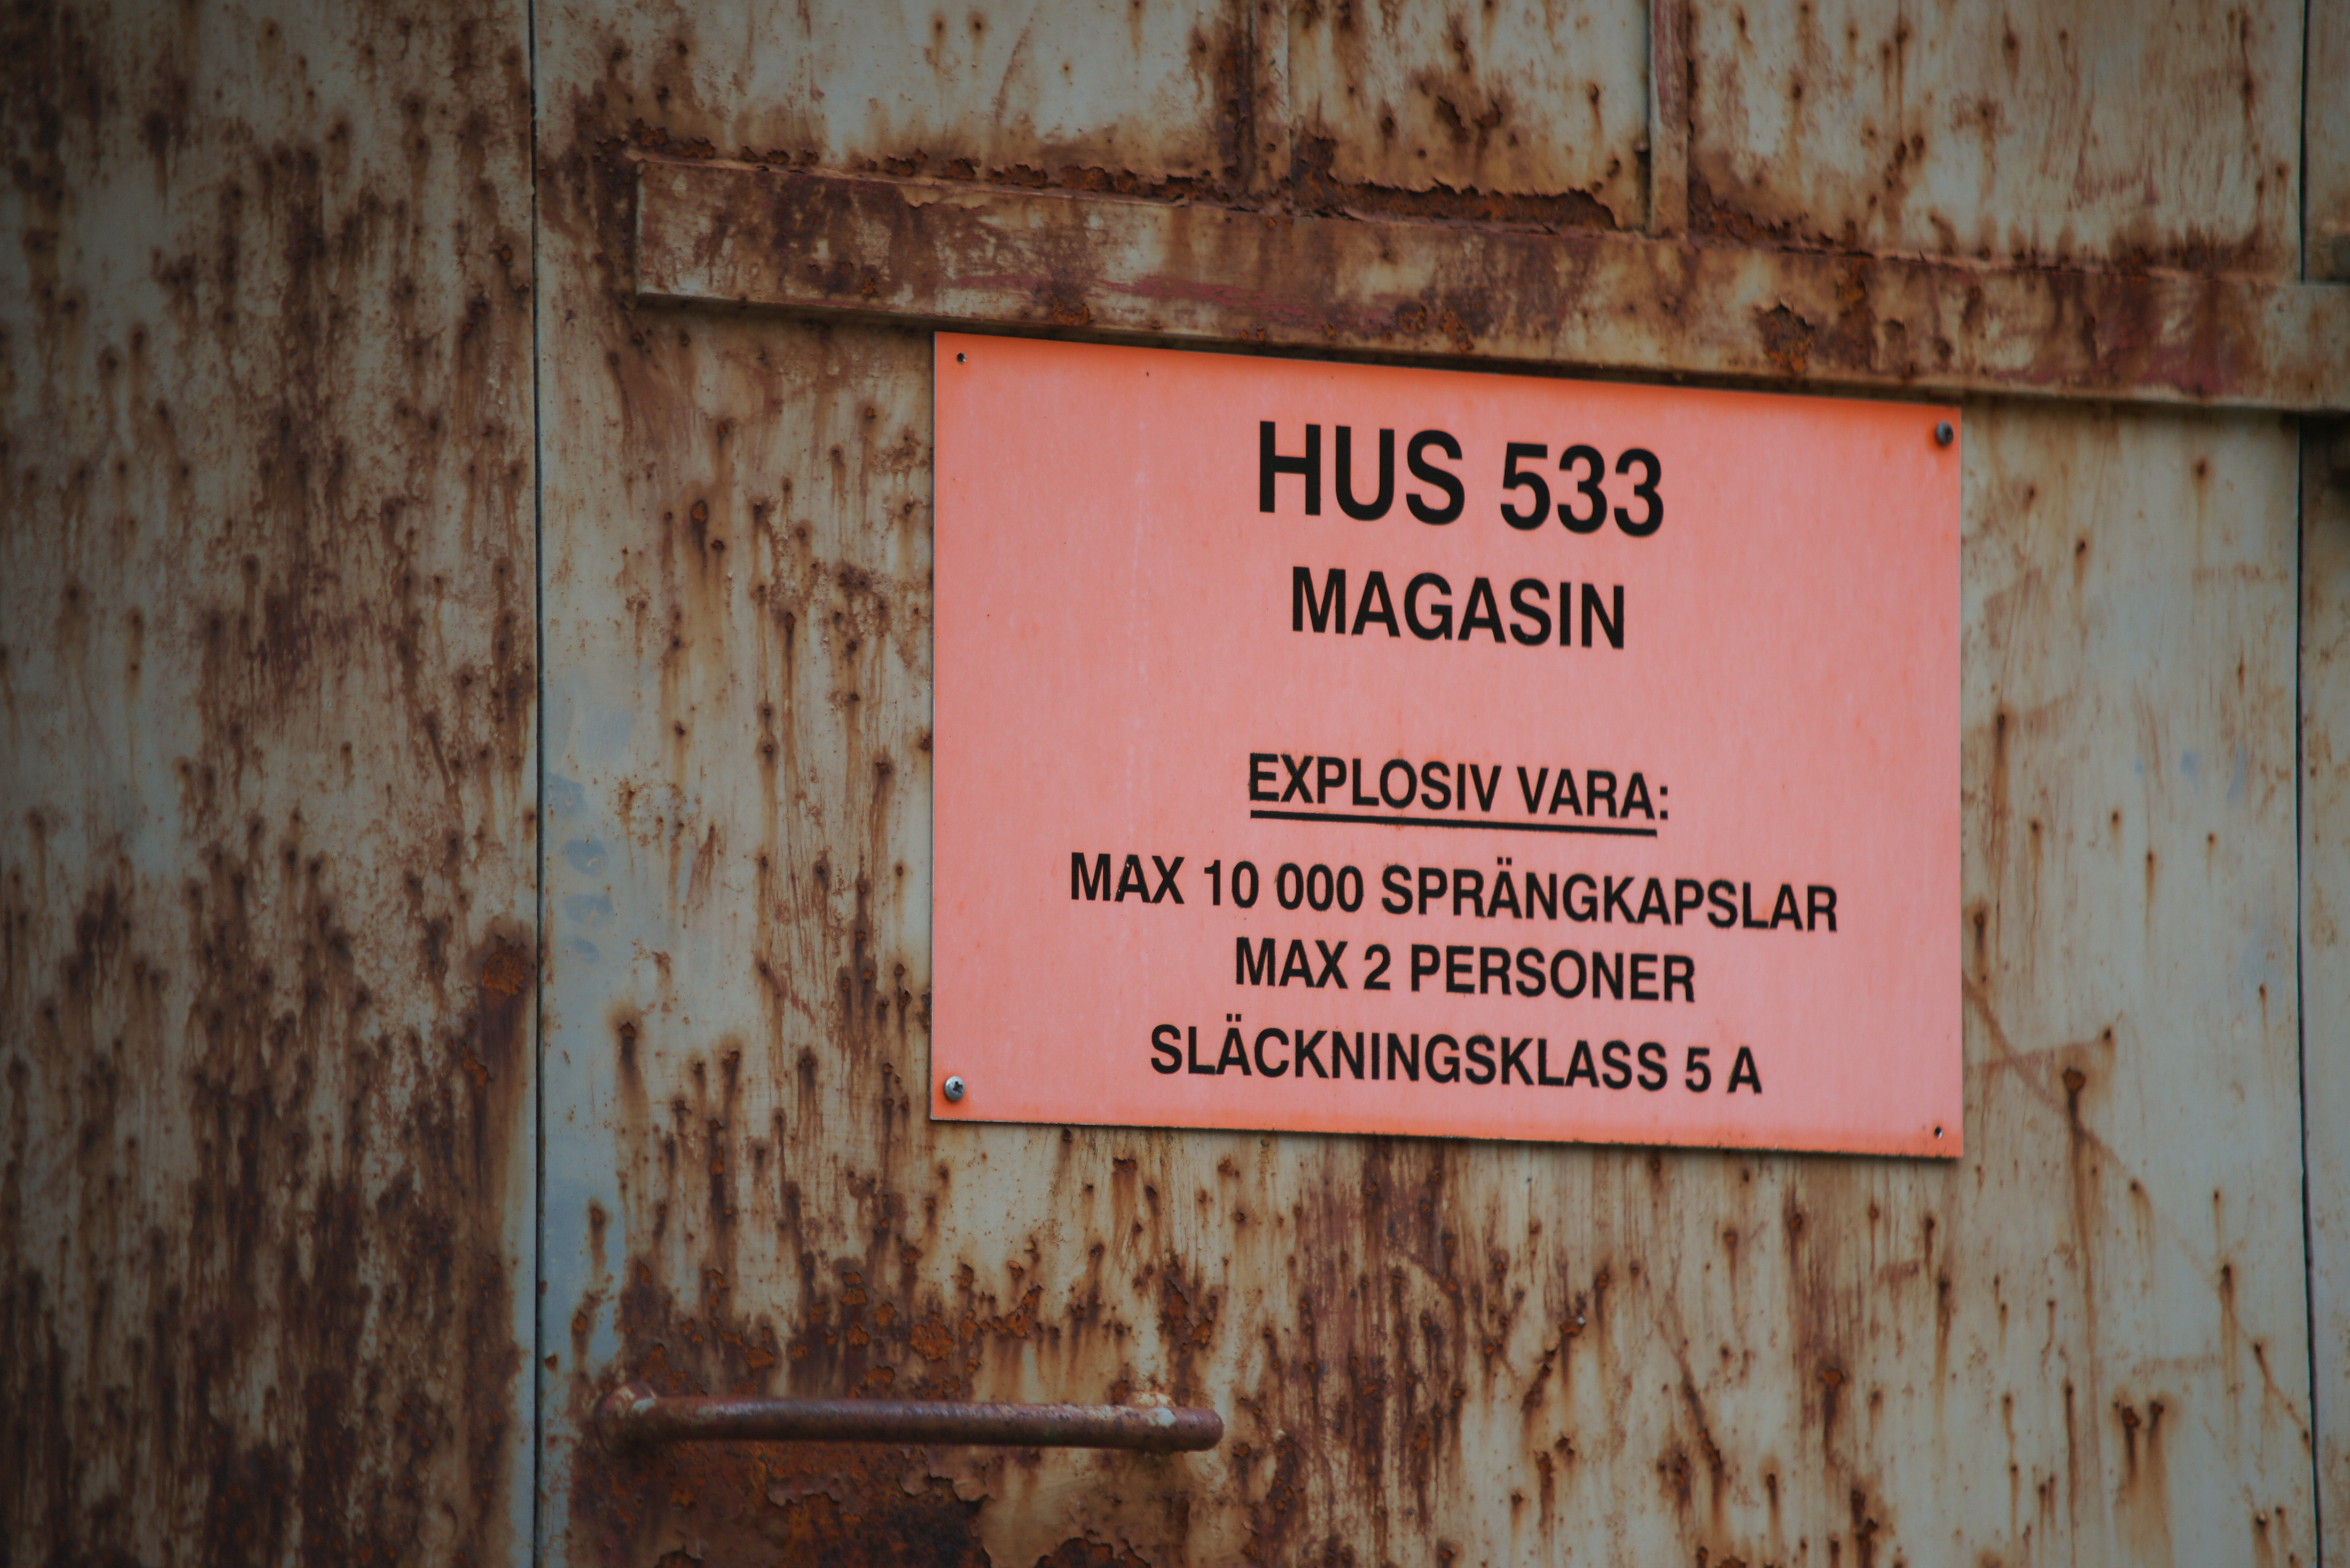 HUS 533
MAGASIN
EXPLOSIV VARA:
MAX 10 000 SPRÄNGKAPSLAR
MAX 2 PERSONER
SLÄCKNINGSKLASS 5 A